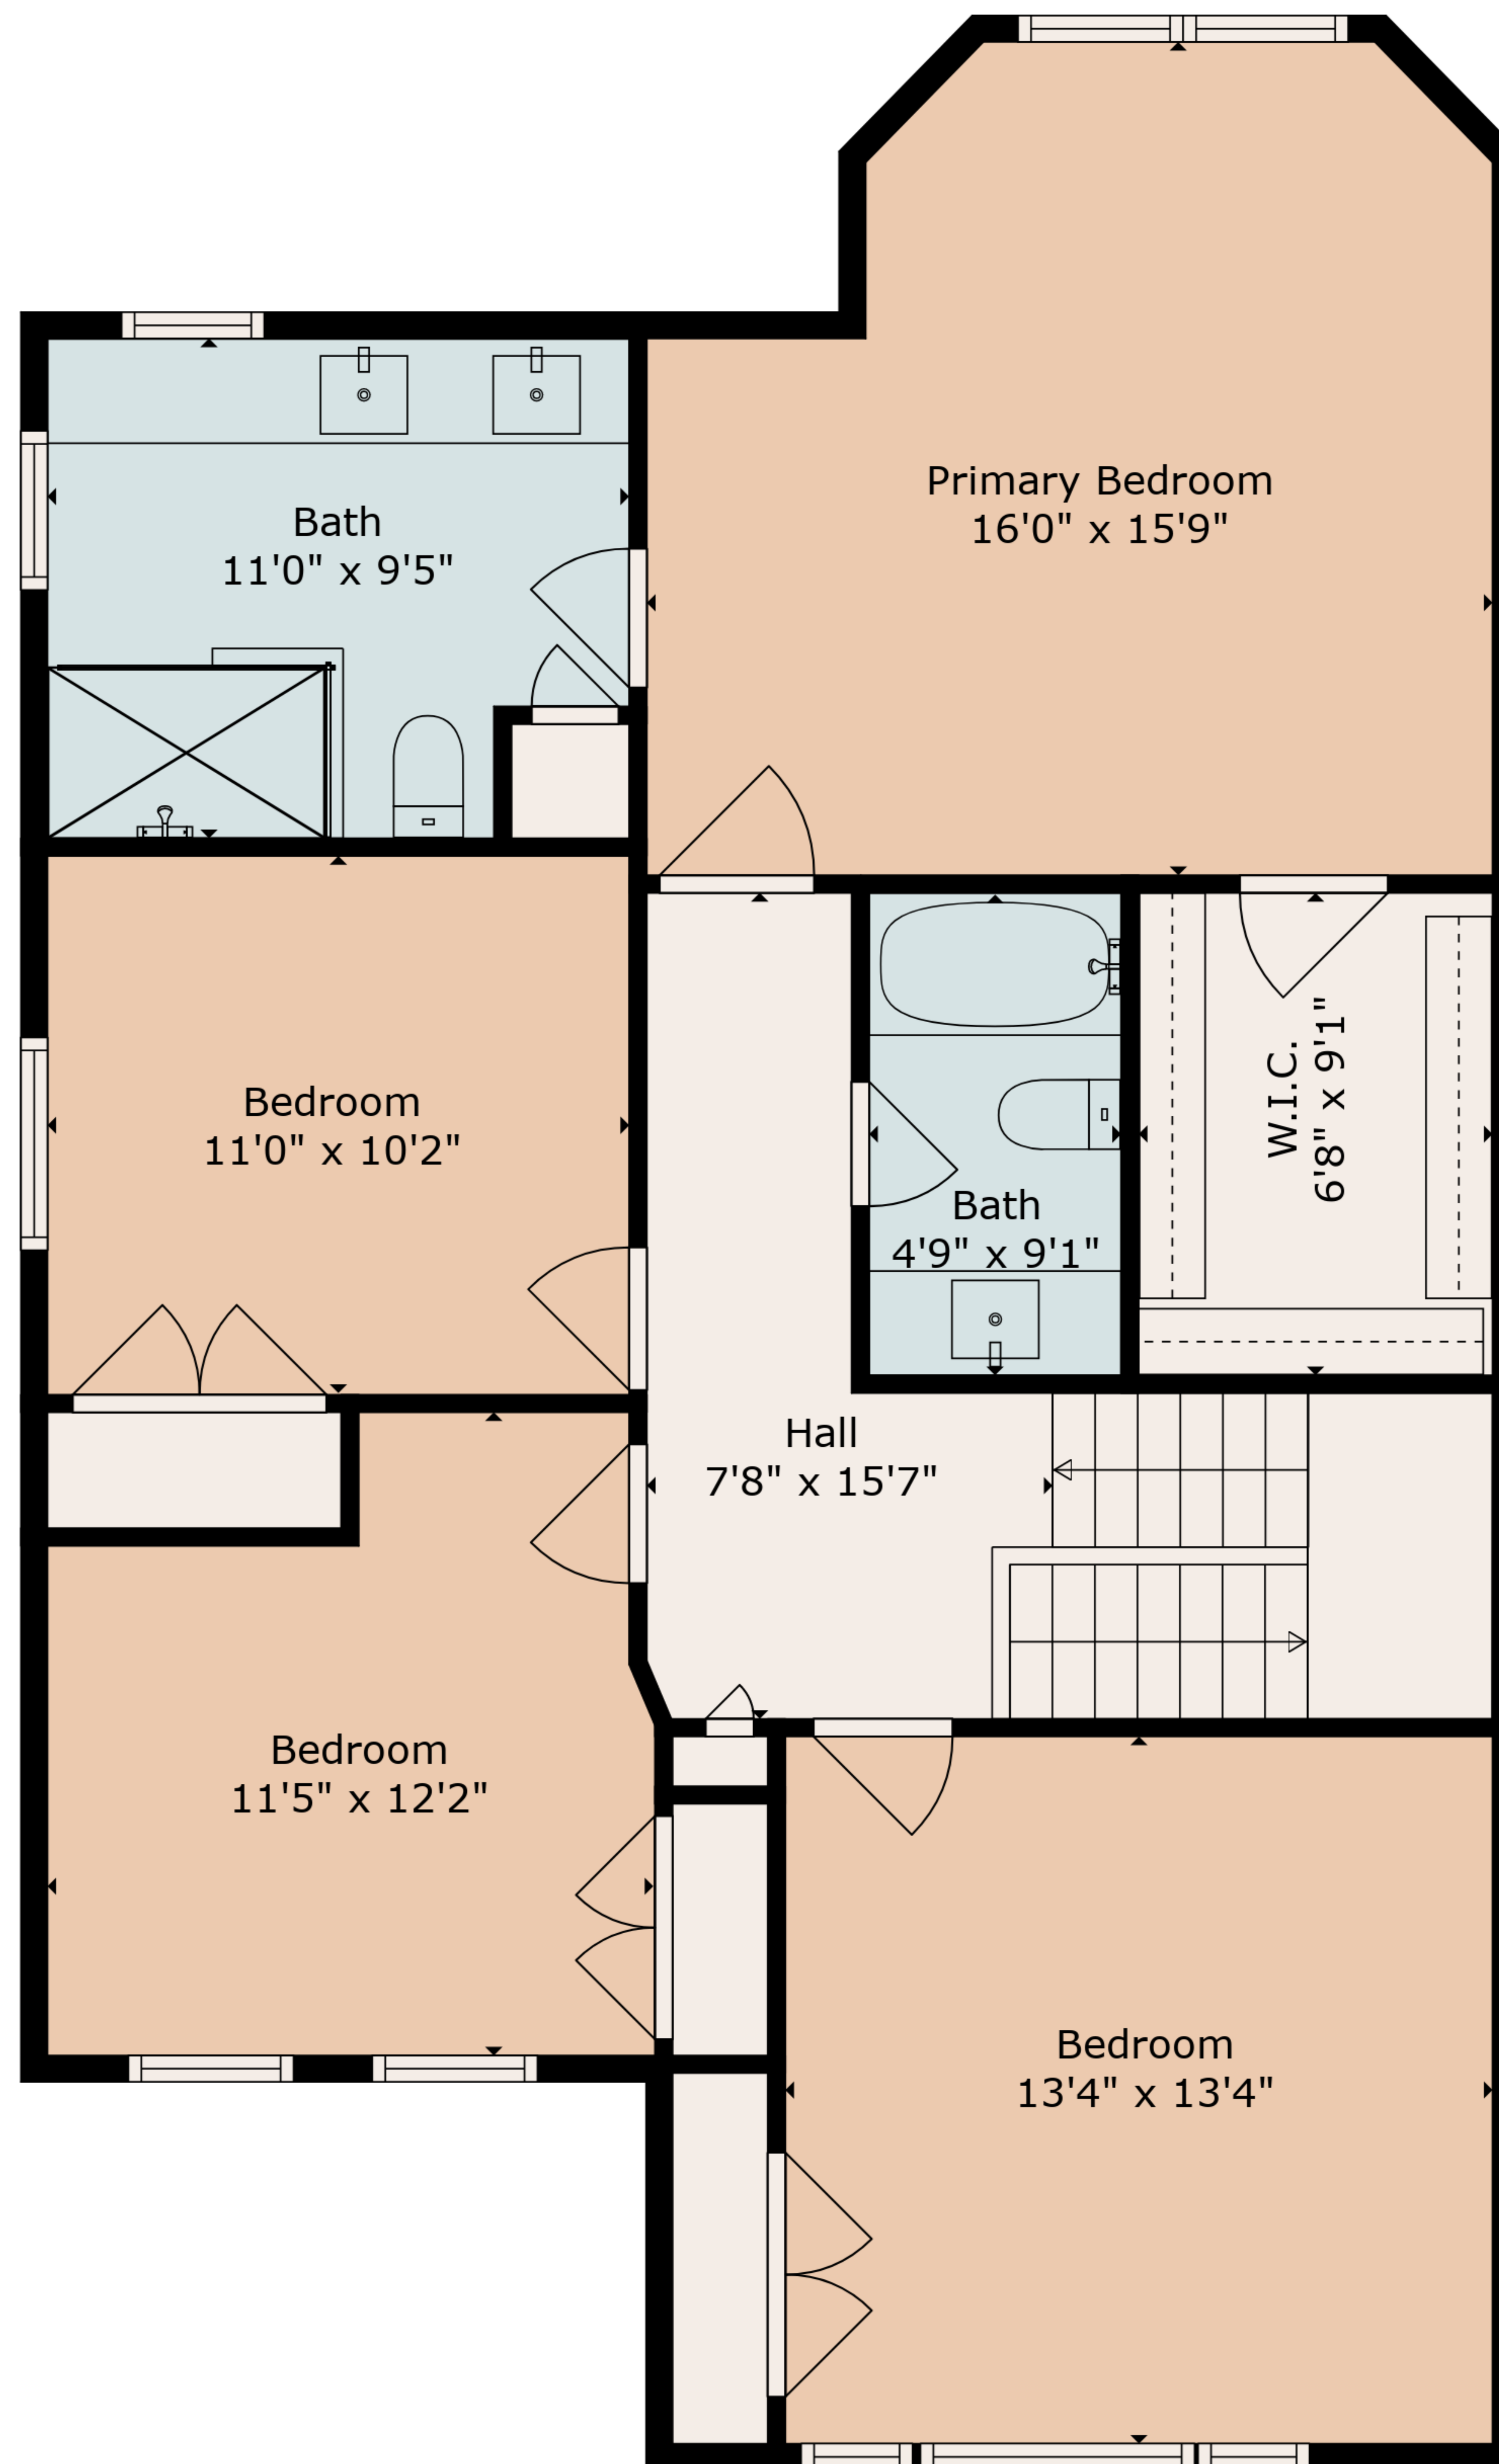 Primary Bedroom
16'0" x 15'9"
Bath
11'0" x 9'5"
Bedroom
11'0" x 10'2"
W.I.C.
6'8" x 9'1"
Bath
4'9" x 9'1"
Hall
7'8" x 15'7"
Bedroom
11'5" x 12'2"
Bedroom
13'4" x 13'4"